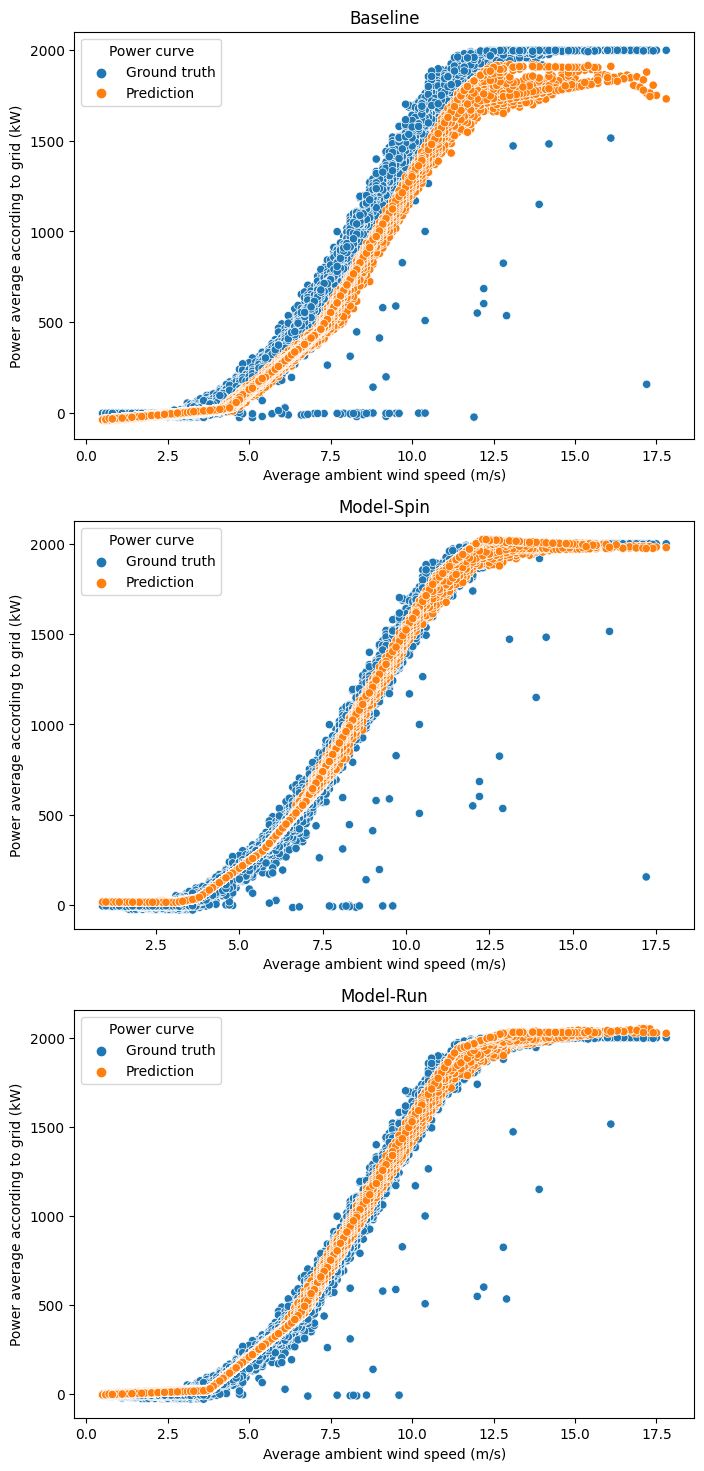 Baseline
Power curve
Ground truth
Prediction
2000
1500
1000
500
0
Power average according to grid (kW)
0.0 2.5 5.0 7.5 10.0 12.5 15.0 17.5
Average ambient wind speed (m/s)
Model-Spin
Power curve
Ground truth
Prediction
2000
1500
1000
500
0
Power average according to grid (kW)
2.5 5.0 7.5 10.0 12.5 15.0 17.5
Average ambient wind speed (m/s)
Model-Run
Power curve
Ground truth
Prediction
2000
1500
1000
500
0
Power average according to grid (kW)
0.0 2.5 5.0 7.5 10.0 12.5 15.0 17.5
Average ambient wind speed (m/s)